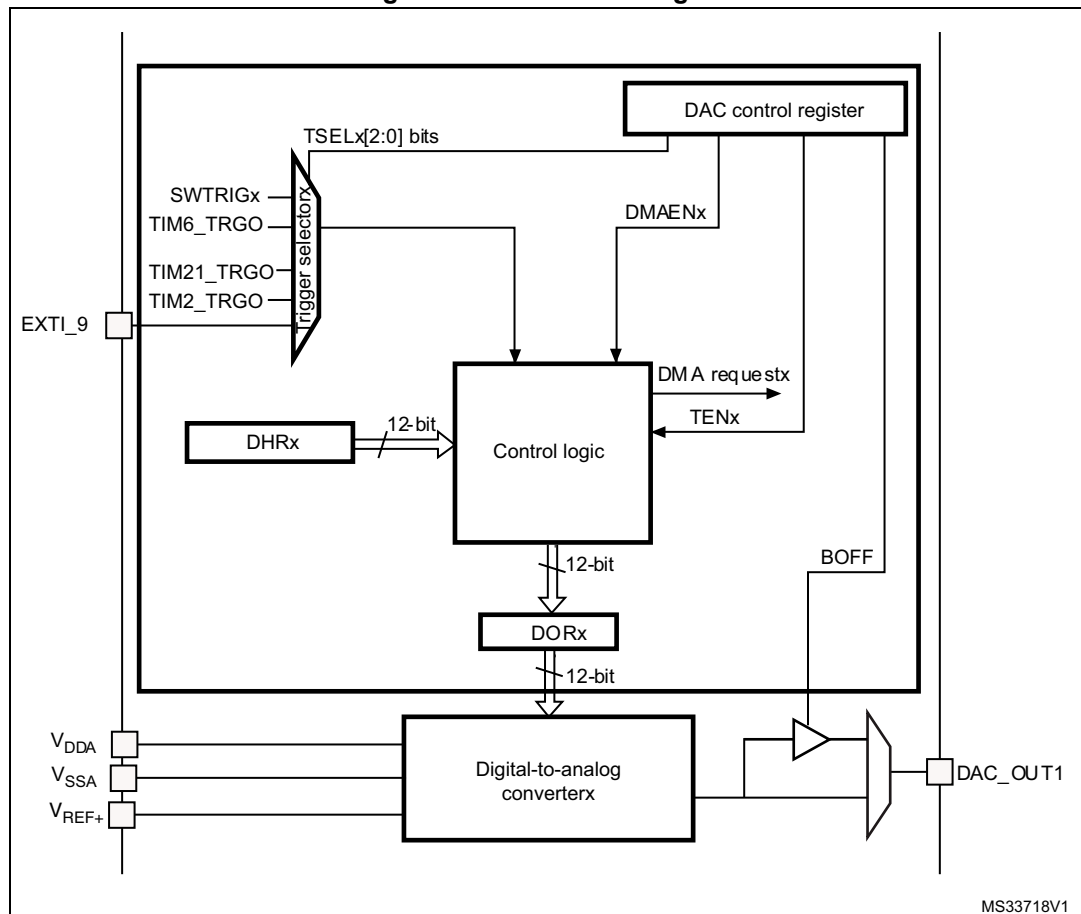 DAC control register
TSELx[2:0] bits
SWTRIGx
TIM6_TRGO
TIM21_TRGO
TIM2_TRGO
EXTI_9
Trigger selectorx
DMAENx
DMA requestx
TENx
DHRx
12-bit
Control logic
12-bit
BOFF
DORx
12-bit
VDDA
VSSA
VREF+
Digital-to-analog
converterx
DAC_OUT1
MS33718V1